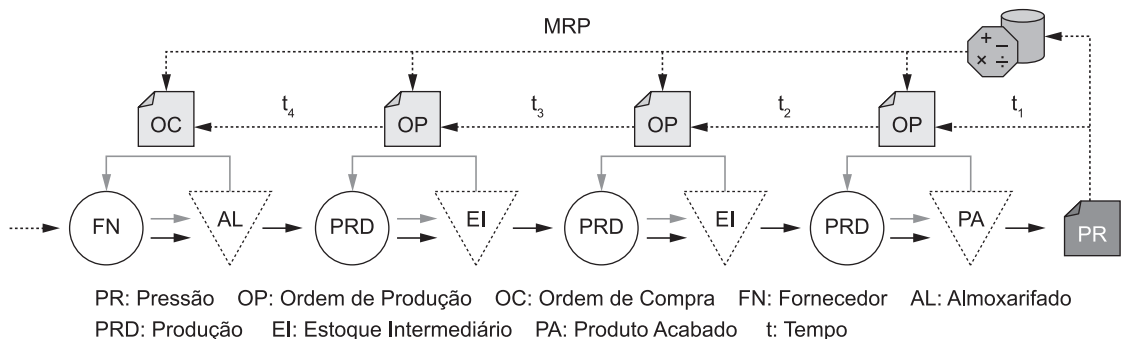 MRP
OC t₄ OP t₃ OP t₂ OP t₁
+ − × ÷
FN AL PRD EI PRD EI PRD PA PR
PR: Pressão OP: Ordem de Produção OC: Ordem de Compra FN: Fornecedor AL: Almoxarifado
PRD: Produção EI: Estoque Intermediário PA: Produto Acabado t: Tempo